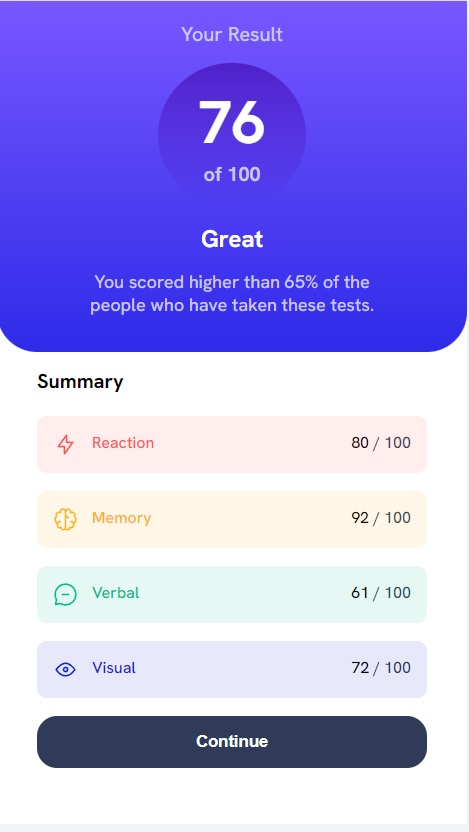 Your Result
76
of 100
Great
You scored higher than 65% of the
people who have taken these tests.
Summary
Reaction 80 / 100
Memory 92 / 100
Verbal 61 / 100
Visual 72 / 100
Continue